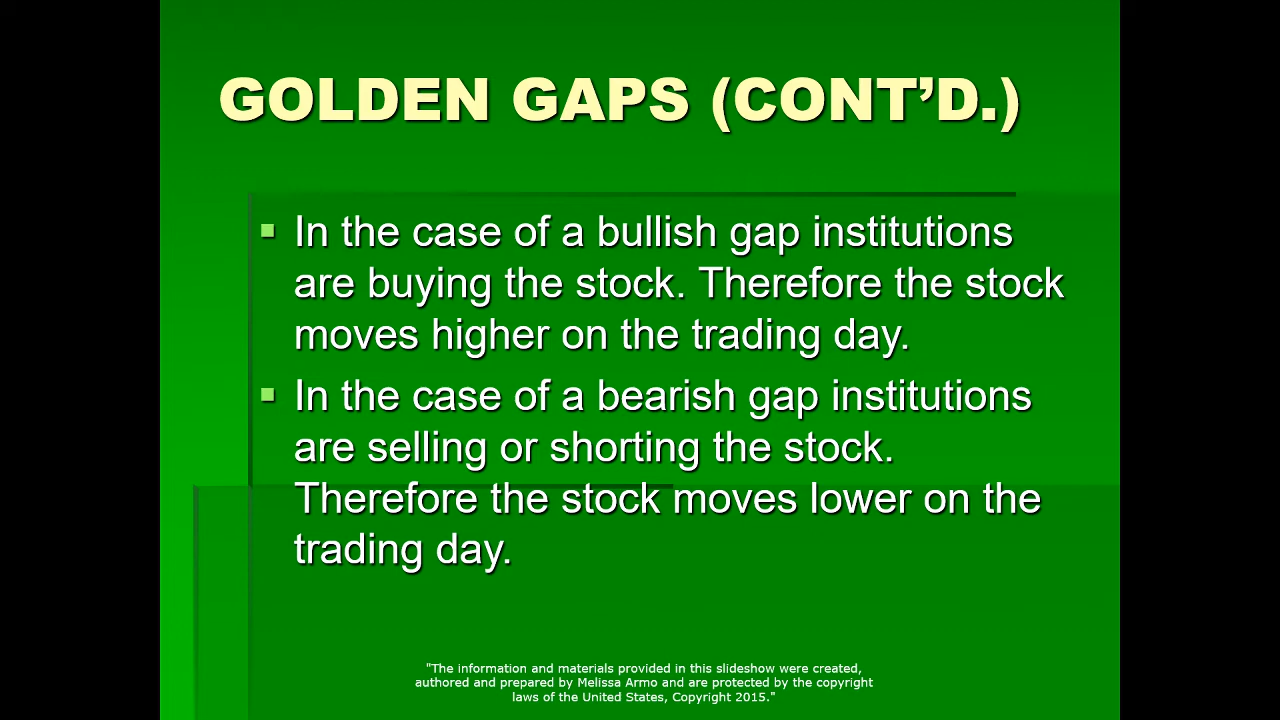 GOLDEN GAPS (CONT’D.)
In the case of a bullish gap institutions
are buying the stock. Therefore the stock
moves higher on the trading day.
In the case of a bearish gap institutions
are selling or shorting the stock.
Therefore the stock moves lower on the
trading day.
"The information and materials provided in this slideshow were created,
authored and prepared by Melissa Armo and are protected by the copyright
laws of the United States, Copyright 2015."